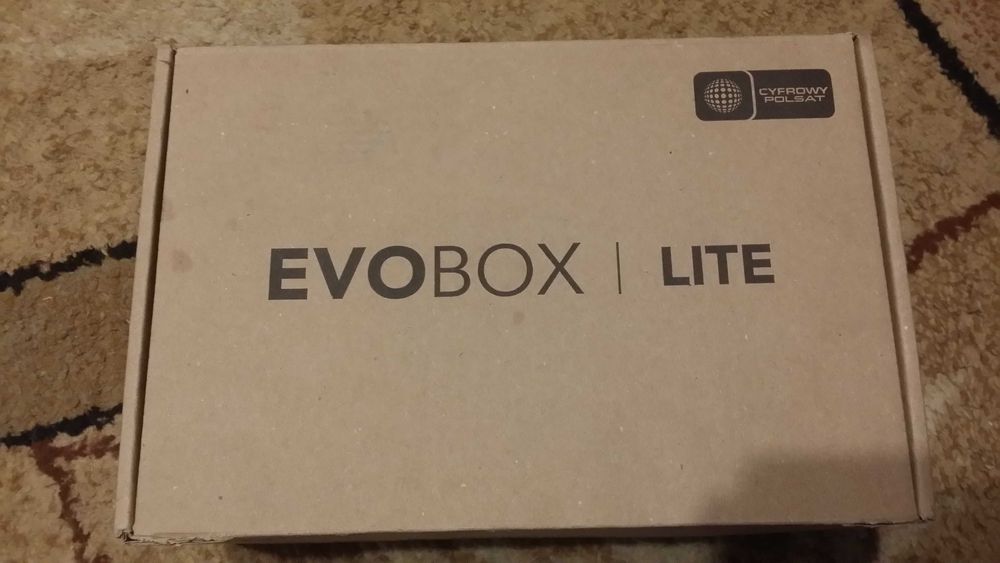 CYFROWY
POLSAT
EVOBOX | LITE